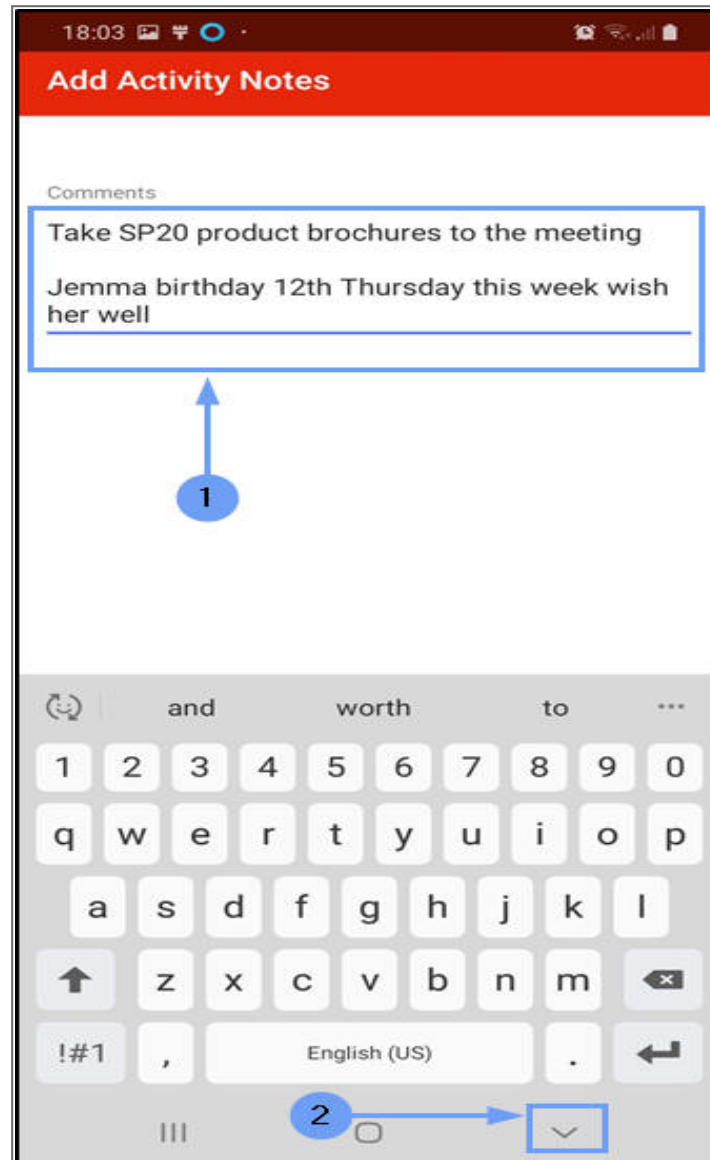 18:03
Add Activity Notes
Comments
Take SP20 product brochures to the meeting
Jemma birthday 12th Thursday this week wish
her well
1
and worth to
1 2 3 4 5 6 7 8 9 0
q w e r t y u i o p
a s d f g h j k l
z x c v b n m
!#1 , English (US) .
2